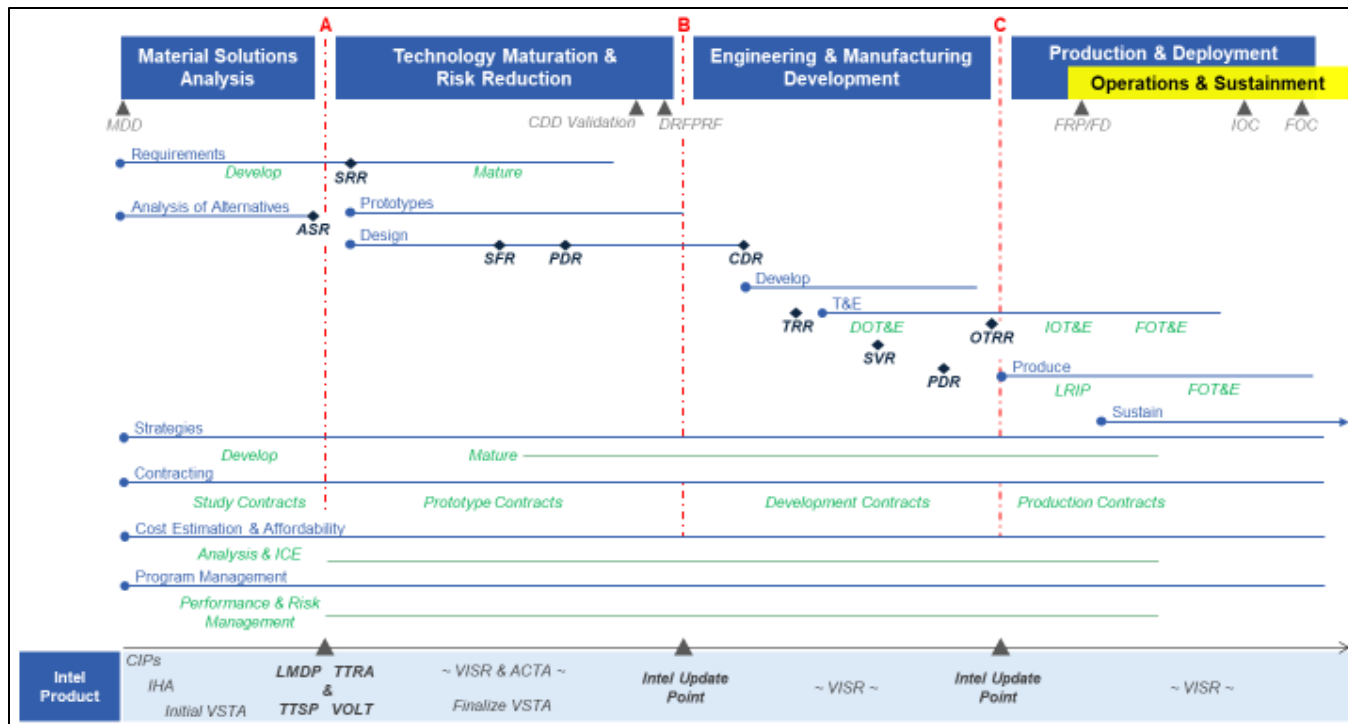 A
B
C
Material Solutions
Analysis
Technology Maturation &
Risk Reduction
Engineering & Manufacturing
Development
Production & Deployment
Operations & Sustainment
MDD
CDD Validation
DRFPRF
FRP/FD
IOC
FOC
Requirements
Develop
SRR
Mature
Analysis of Alternatives
ASR
Prototypes
Design
SFR
PDR
CDR
Develop
T&E
TRR
DOT&E
OTRR
IOT&E
FOT&E
SVR
PDR
Produce
LRIP
FOT&E
Sustain
Strategies
Develop
Mature
Contracting
Study Contracts
Prototype Contracts
Development Contracts
Production Contracts
Cost Estimation & Affordability
Analysis & ICE
Program Management
Performance & Risk
Management
Intel
Product
CIPs
IHA
Initial VSTA
LMDP TTRA
&
TTSP VOLT
~ VISR & ACTA ~
Finalize VSTA
Intel Update
Point
~ VISR ~
Intel Update
Point
~ VISR ~